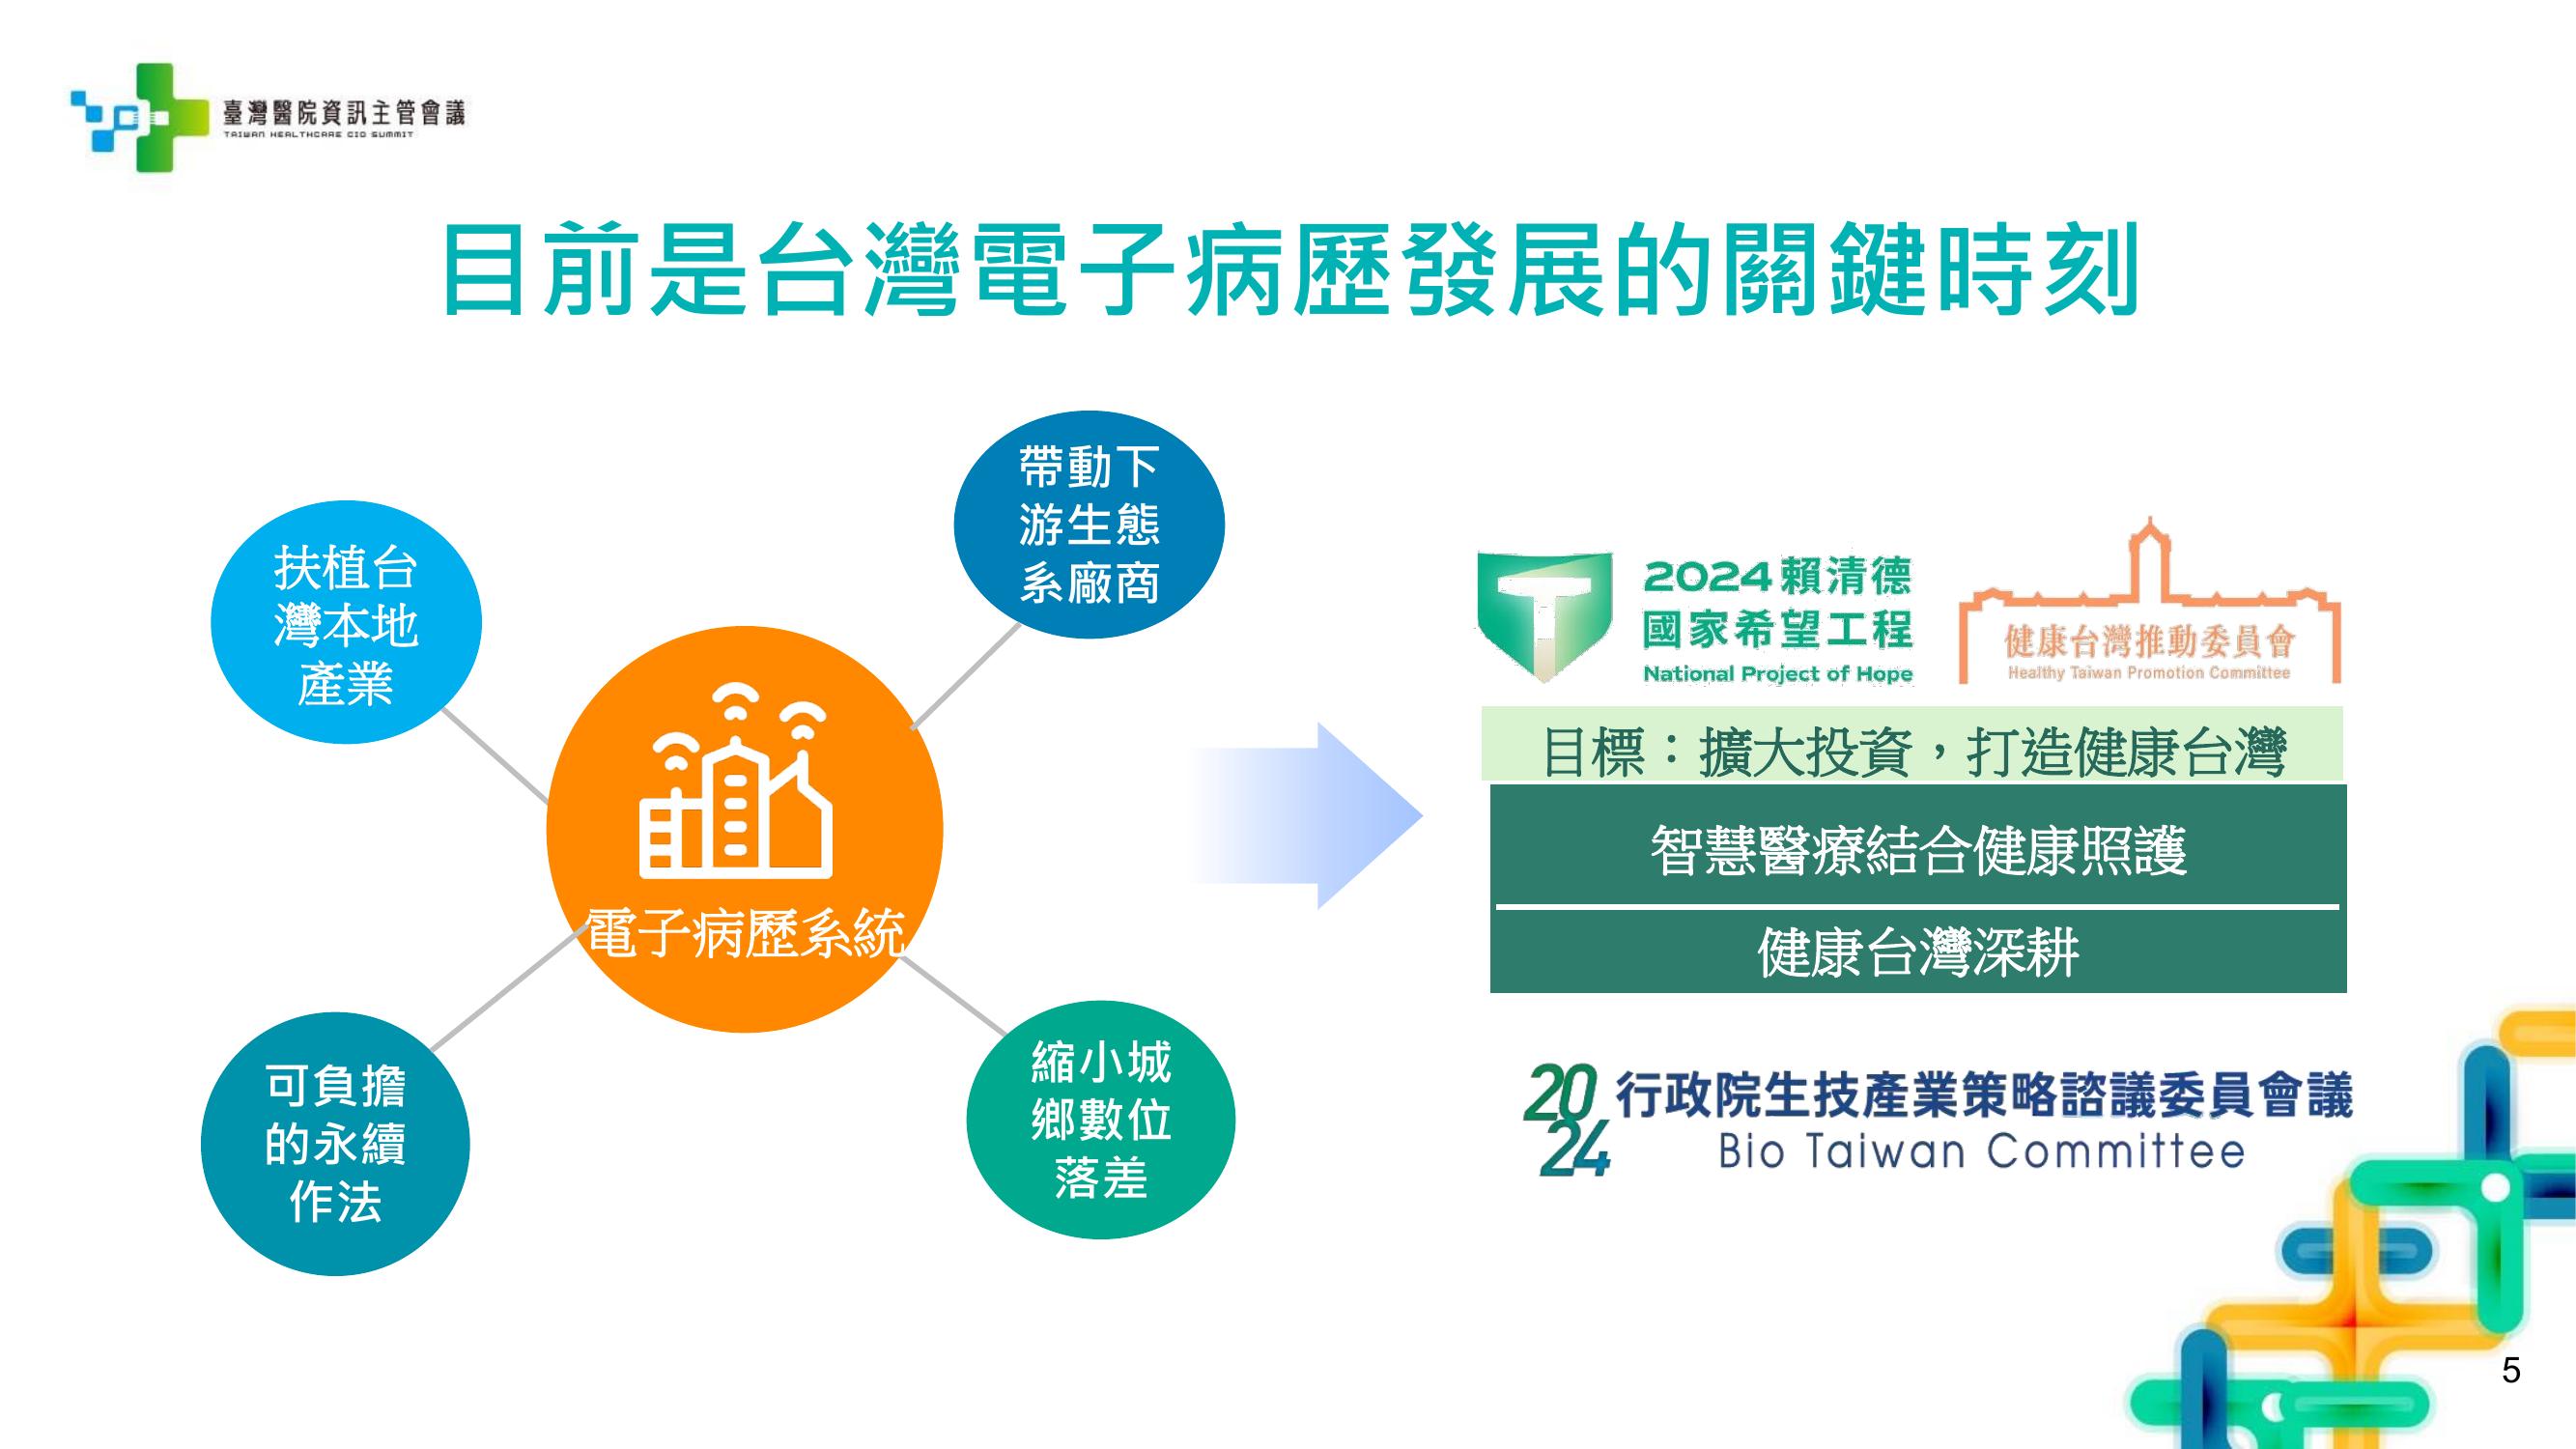 臺灣醫院資訊主管會議
TAIWAN HEALTHCARE CIO SUMMIT
目前是台灣電子病歷發展的關鍵時刻
扶植台
灣本地
產業
帶動下
游生態
系廠商
電子病歷系統
可負擔
的永續
作法
縮小城
鄉數位
落差
2024賴清德
國家希望工程
National Project of Hope
健康台灣推動委員會
Healthy Taiwan Promotion Committee
目標：擴大投資，打造健康台灣
智慧醫療結合健康照護
健康台灣深耕
2024
行政院生技產業策略諮議委員會議
Bio Taiwan Committee
5